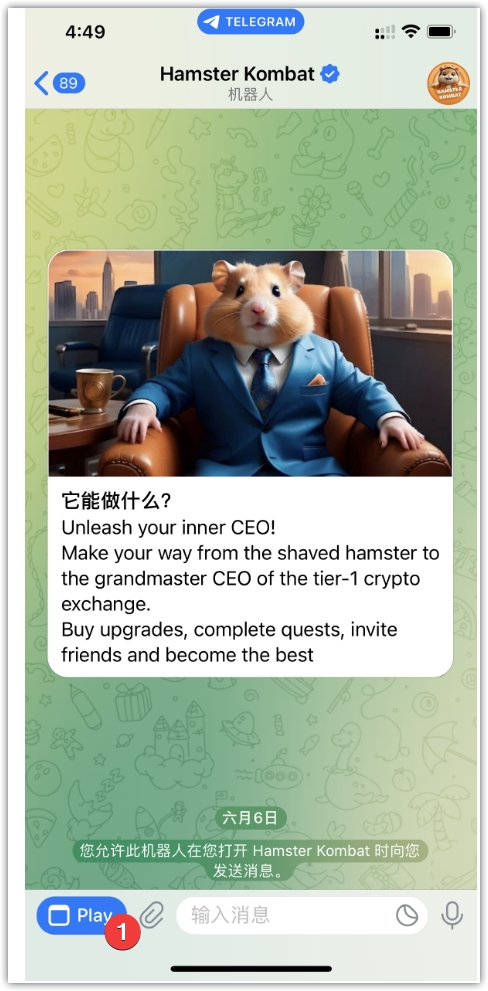 4:49
TELEGRAM
89
Hamster Kombat
机器人
HAMSTER
KOMBAT
它能做什么?
Unleash your inner CEO!
Make your way from the shaved hamster to
the grandmaster CEO of the tier-1 crypto
exchange.
Buy upgrades, complete quests, invite
friends and become the best
六月6日
您允许此机器人在您打开 Hamster Kombat 时向您
发送消息。
Play
1
输入消息